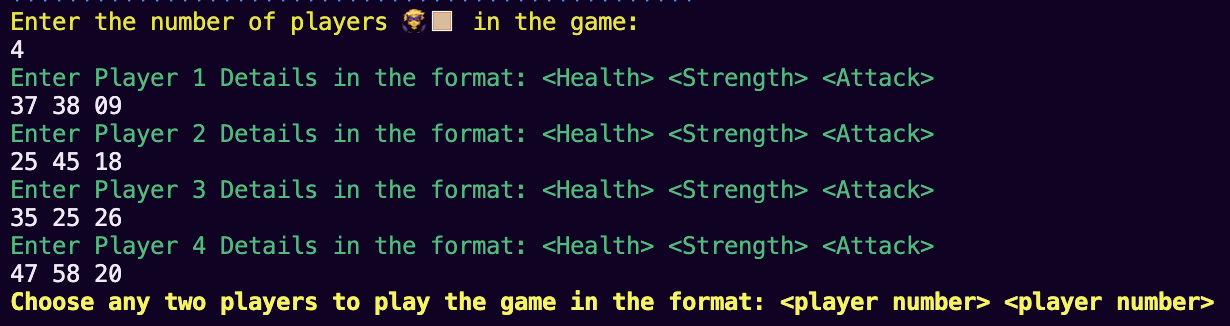 Enter the number of players 🦹🏼 in the game:
4
Enter Player 1 Details in the format: <Health> <Strength> <Attack>
37 38 09
Enter Player 2 Details in the format: <Health> <Strength> <Attack>
25 45 18
Enter Player 3 Details in the format: <Health> <Strength> <Attack>
35 25 26
Enter Player 4 Details in the format: <Health> <Strength> <Attack>
47 58 20
Choose any two players to play the game in the format: <player number> <player number>